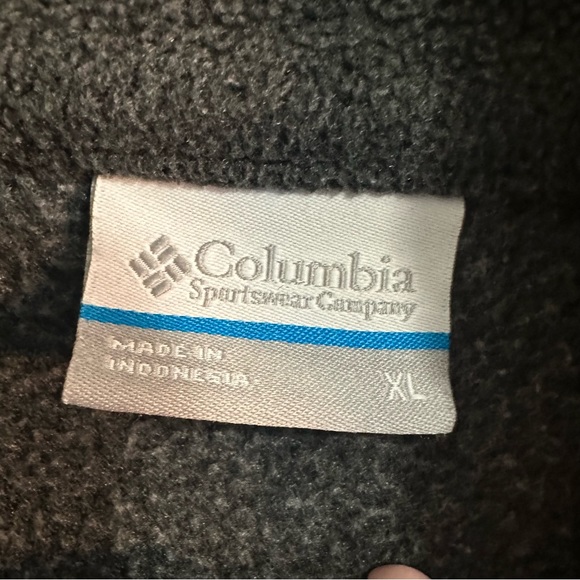 Columbia
Sportswear Company
MADE IN
INDONESIA
XL